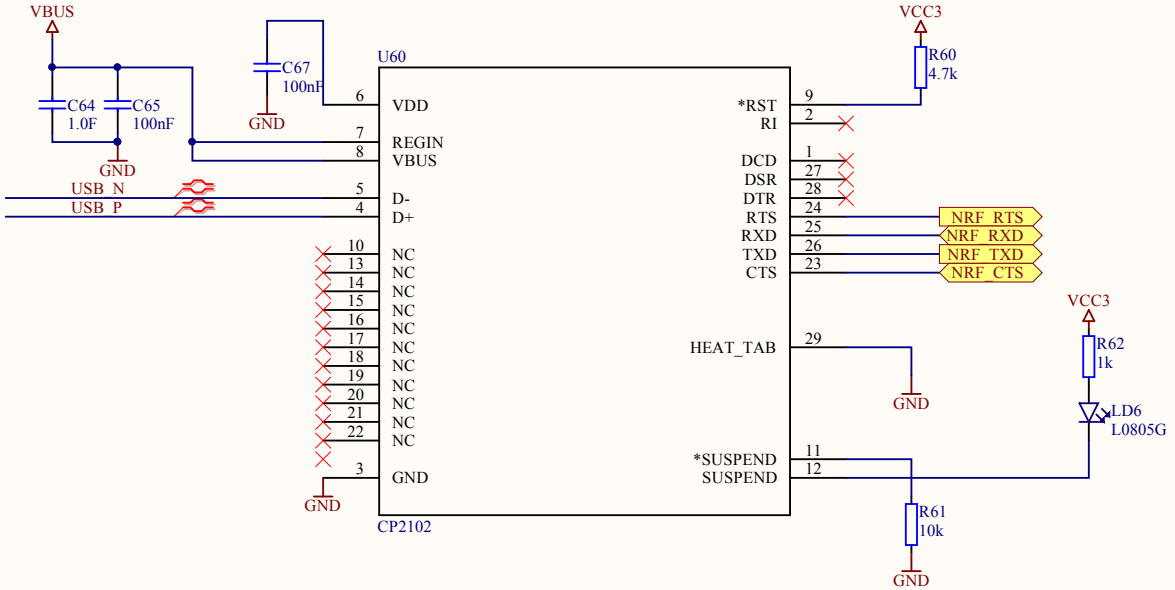 VBUS
VCC3
U60
C67
100nF
GND
R60
4.7k
C64
1.0F
C65
100nF
GND
6 VDD
7 REGIN
8 VBUS
USB_N
5 D-
USB_P
4 D+
10 NC
13 NC
14 NC
15 NC
16 NC
17 NC
18 NC
19 NC
20 NC
21 NC
22 NC
3 GND
GND
CP2102
*RST 9
RI 2
DCD 1
DSR 27
DTR 28
RTS 24 NRF_RTS
RXD 25 NRF_RXD
TXD 26 NRF_TXD
CTS 23 NRF_CTS
HEAT_TAB 29
GND
*SUSPEND 11
SUSPEND 12
VCC3
R62
1k
LD6
L0805G
R61
10k
GND